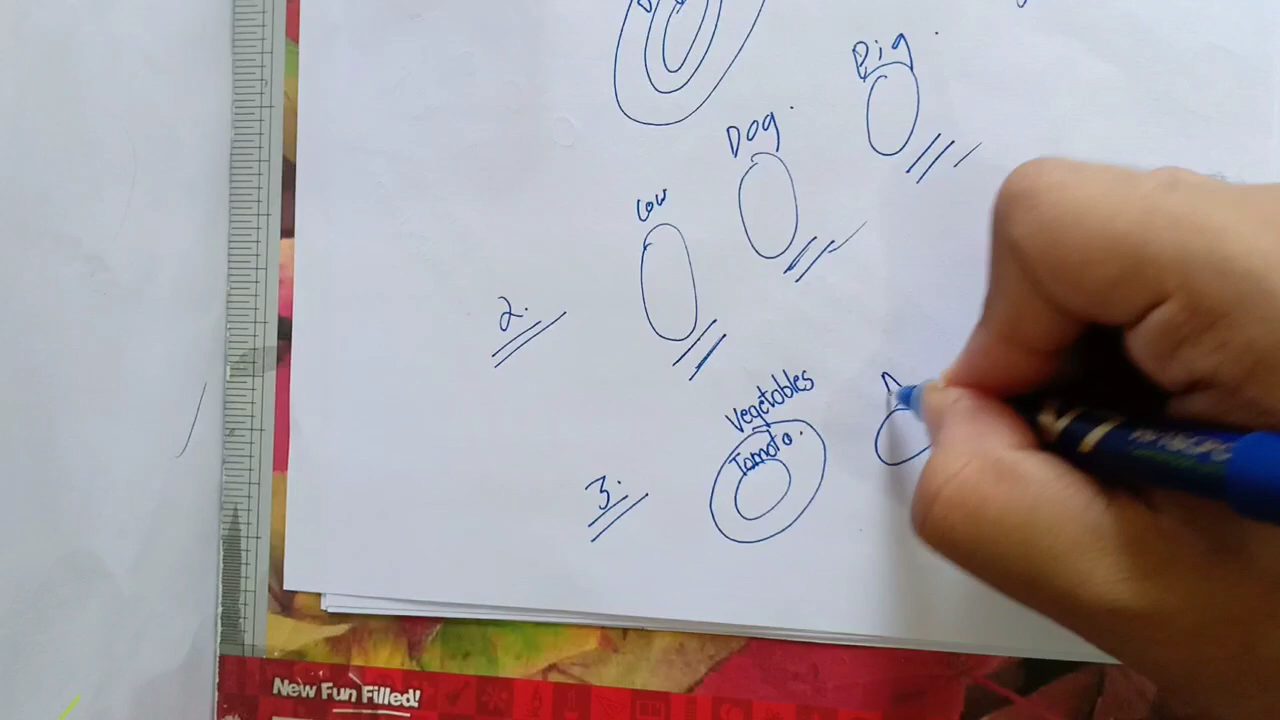 Pig.
Dog.
Cow
2.
Vegetables
Tomato.
3.
New Fun Filled!